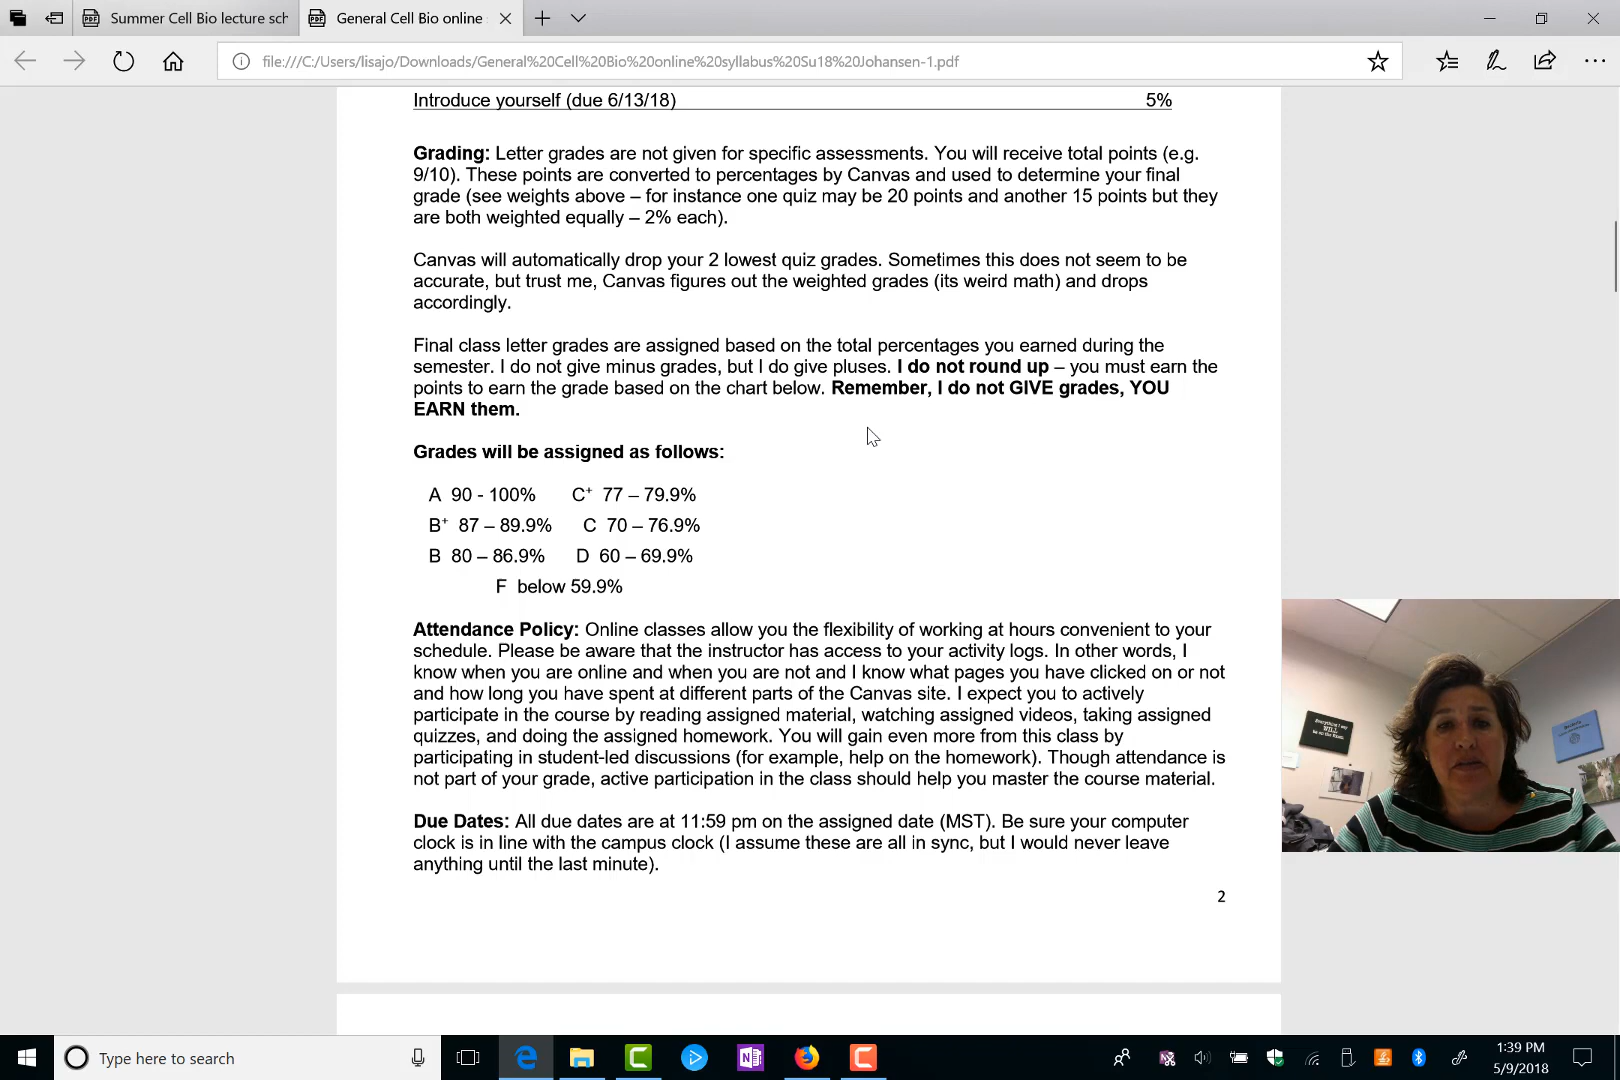 Summer Cell Bio lecture sch
General Cell Bio online
file:///C:/Users/lisajo/Downloads/General%20Cell%20Bio%20online%20syllabus%20Su18%20Johansen-1.pdf
Introduce yourself (due 6/13/18) 5%
Grading: Letter grades are not given for specific assessments. You will receive total points (e.g.
9/10). These points are converted to percentages by Canvas and used to determine your final
grade (see weights above – for instance one quiz may be 20 points and another 15 points but they
are both weighted equally – 2% each).
Canvas will automatically drop your 2 lowest quiz grades. Sometimes this does not seem to be
accurate, but trust me, Canvas figures out the weighted grades (its weird math) and drops
accordingly.
Final class letter grades are assigned based on the total percentages you earned during the
semester. I do not give minus grades, but I do give pluses. I do not round up – you must earn the
points to earn the grade based on the chart below. Remember, I do not GIVE grades, YOU
EARN them.
Grades will be assigned as follows:
A 90 - 100% C+ 77 – 79.9%
B+ 87 – 89.9% C 70 – 76.9%
B 80 – 86.9% D 60 – 69.9%
F below 59.9%
Attendance Policy: Online classes allow you the flexibility of working at hours convenient to your
schedule. Please be aware that the instructor has access to your activity logs. In other words, I
know when you are online and when you are not and I know what pages you have clicked on or not
and how long you have spent at different parts of the Canvas site. I expect you to actively
participate in the course by reading assigned material, watching assigned videos, taking assigned
quizzes, and doing the assigned homework. You will gain even more from this class by
participating in student-led discussions (for example, help on the homework). Though attendance is
not part of your grade, active participation in the class should help you master the course material.
Due Dates: All due dates are at 11:59 pm on the assigned date (MST). Be sure your computer
clock is in line with the campus clock (I assume these are all in sync, but I would never leave
anything until the last minute).
2
Everything I say
WILL
be on the Exam
Type here to search
1:39 PM
5/9/2018